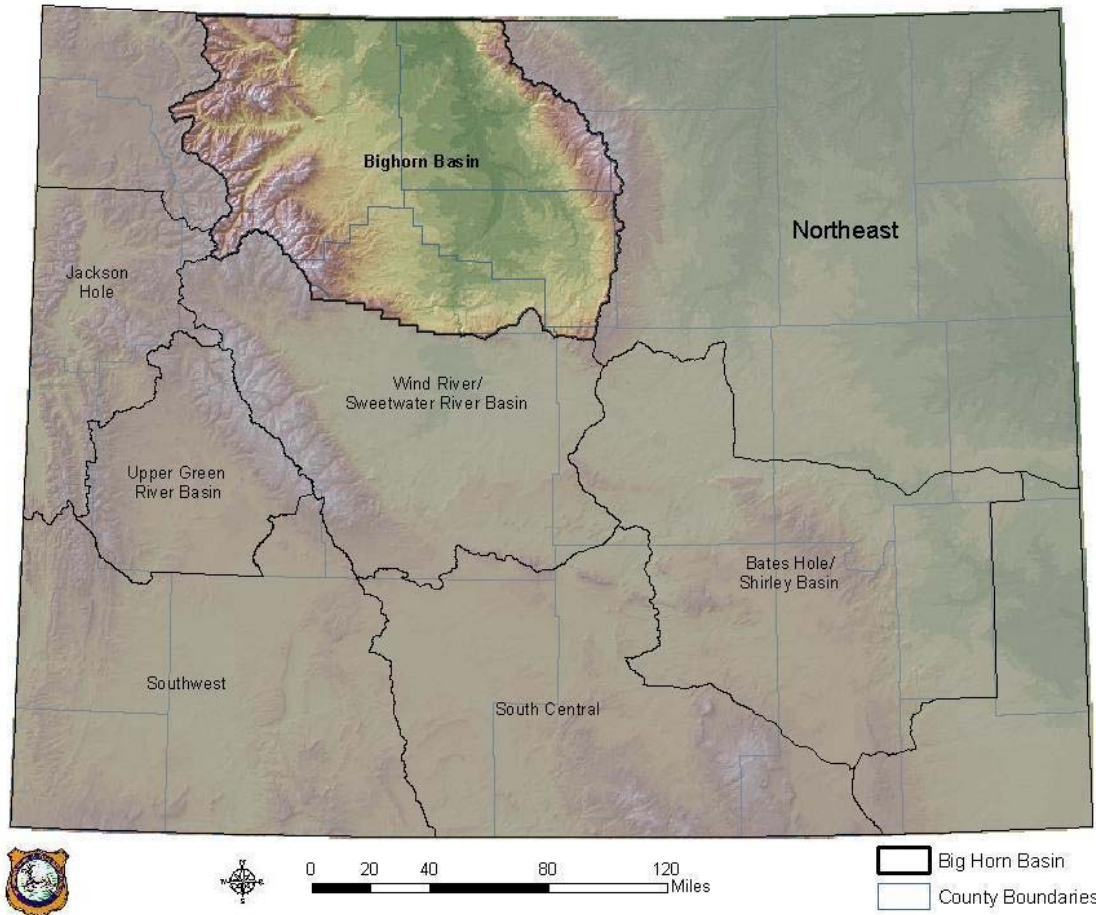 Bighorn Basin
Northeast
Jackson
Hole
Wind River/
Sweetwater River Basin
Upper Green
River Basin
Bates Hole/
Shirley Basin
Southwest
South Central
0 20 40 80 120
Miles
Big Horn Basin
County Boundaries